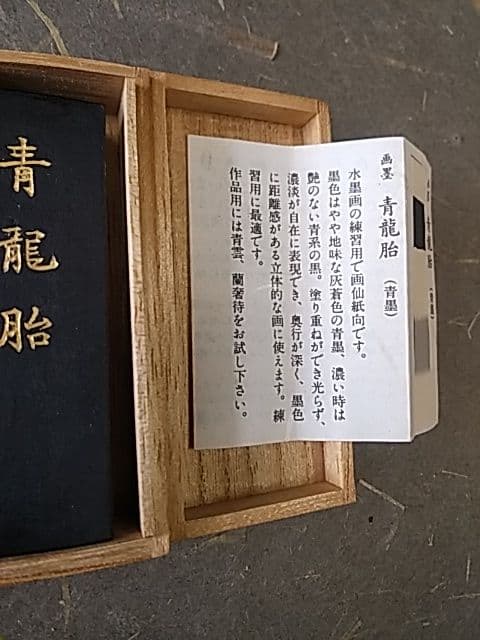 青龍胎
画墨 青龍胎(青墨)
水墨画の練習用で画仙紙向です。
墨色はやや地味な灰蒼色の青墨、濃い時は
艶のない青系の黒。塗り重ねができ光らず、
濃淡が自在に表現でき、奥行が深く、墨色
に距離感がある立体的な画に使えます。練
習用に最適です。
作品用には青雲、蘭奢待をお試し下さい。
青龍胎(青墨)